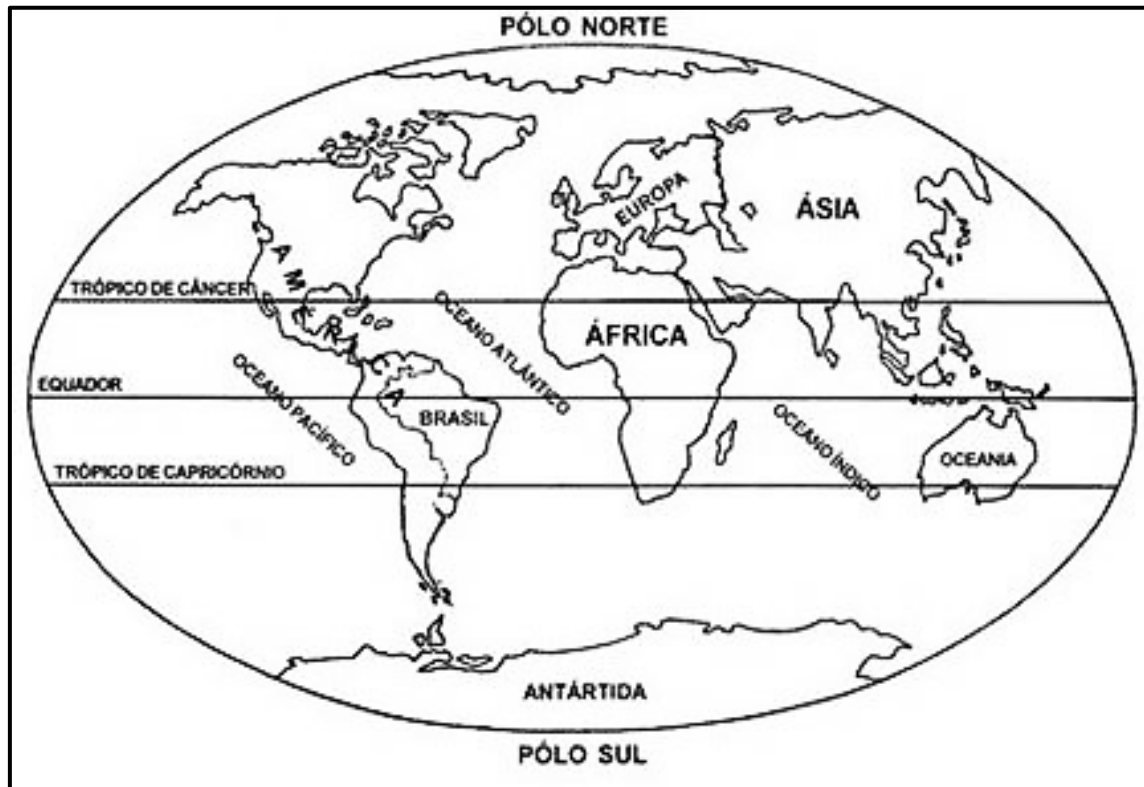 PÓLO NORTE
EUROPA
ÁSIA
AMÉRICA
TRÓPICO DE CÂNCER
OCEANO ATLÂNTICO
ÁFRICA
EQUADOR
OCEANO PACÍFICO
BRASIL
OCEANO ÍNDICO
OCEANIA
TRÓPICO DE CAPRICÓRNIO
ANTÁRTIDA
PÓLO SUL